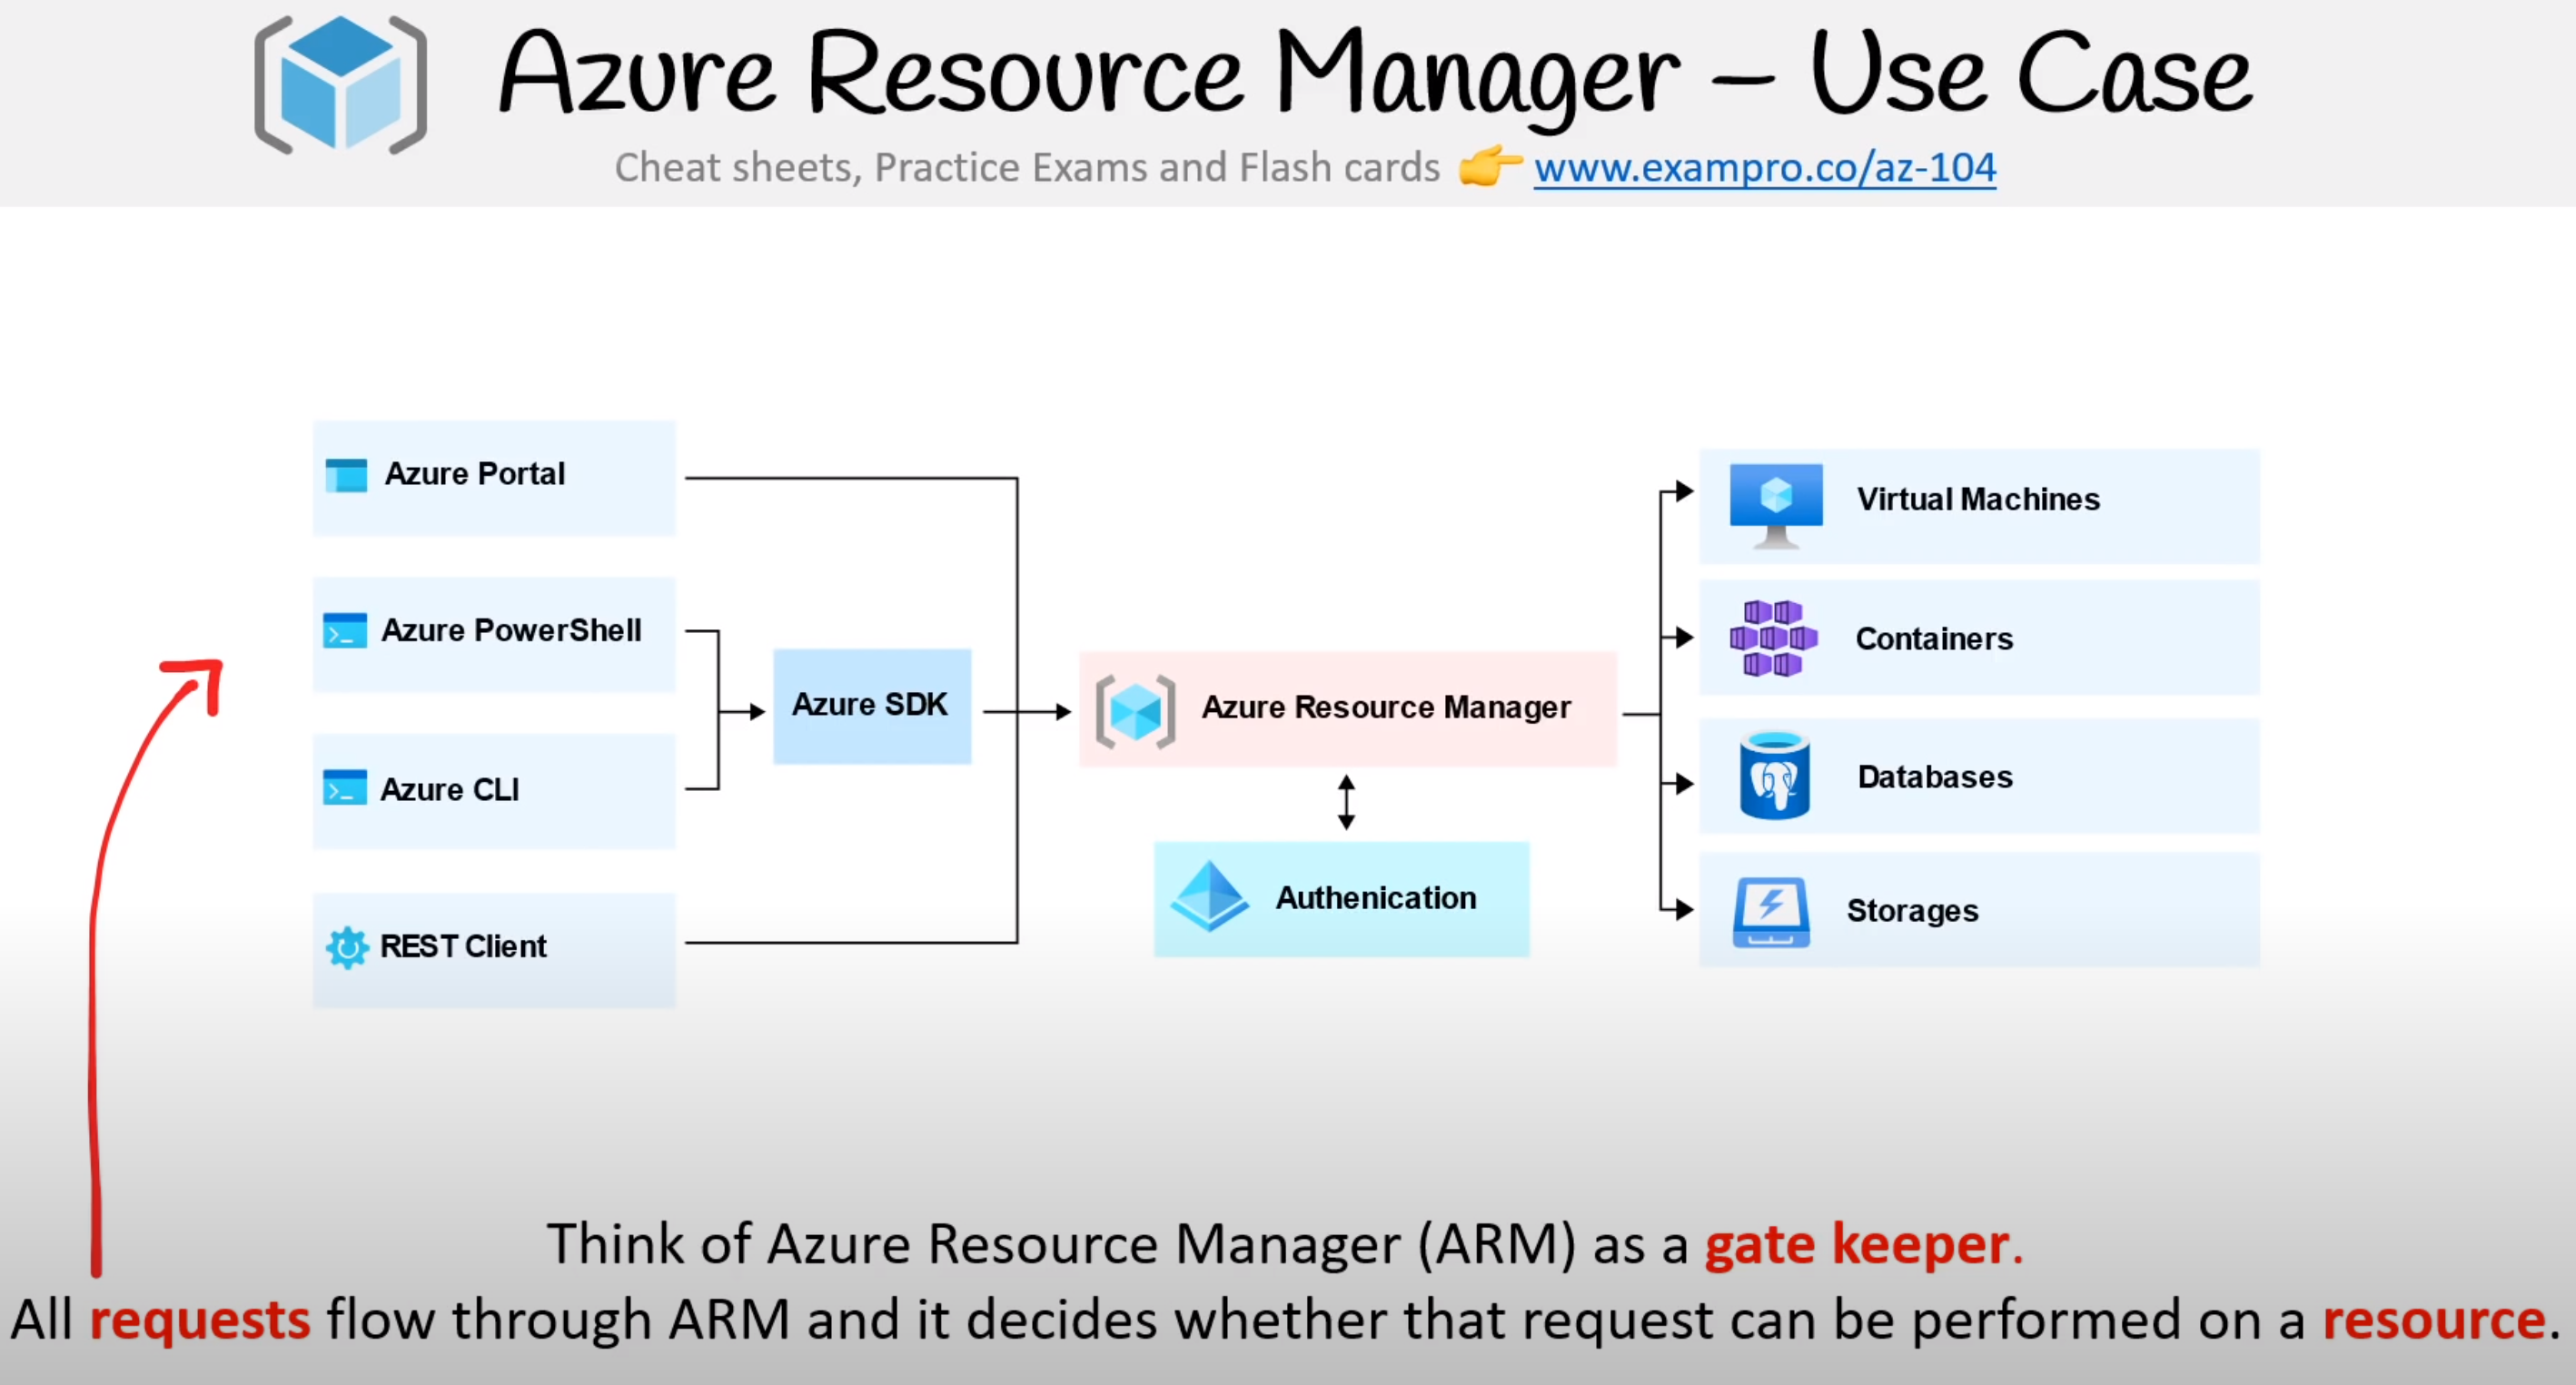 Azure Resource Manager – Use Case
Cheat sheets, Practice Exams and Flash cards 👉 www.exampro.co/az-104
Azure Portal
Azure PowerShell
Azure CLI
REST Client
Azure SDK
Azure Resource Manager
Authenication
Virtual Machines
Containers
Databases
Storages
Think of Azure Resource Manager (ARM) as a gate keeper.
All requests flow through ARM and it decides whether that request can be performed on a resource.